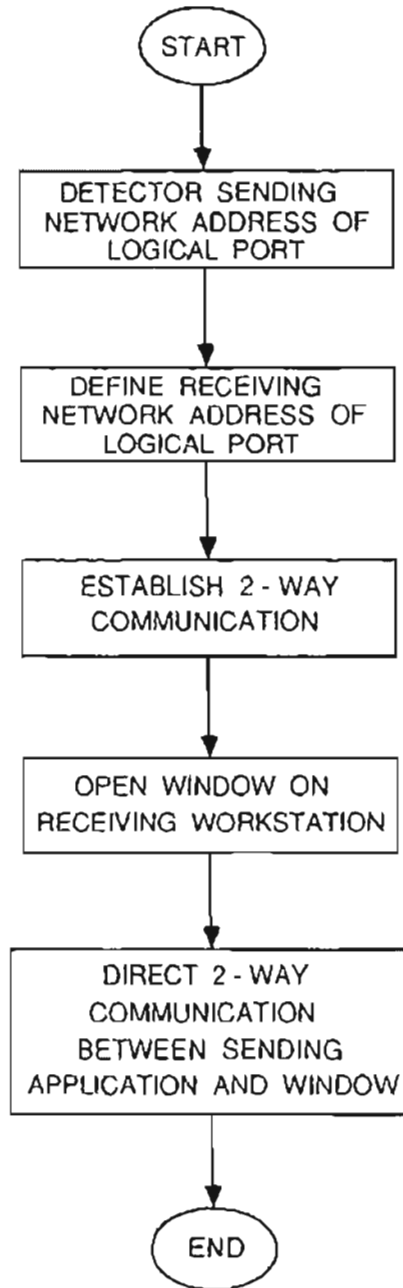 START
DETECTOR SENDING
NETWORK ADDRESS OF
LOGICAL PORT
DEFINE RECEIVING
NETWORK ADDRESS OF
LOGICAL PORT
ESTABLISH 2 - WAY
COMMUNICATION
OPEN WINDOW ON
RECEIVING WORKSTATION
DIRECT 2 - WAY
COMMUNICATION
BETWEEN SENDING
APPLICATION AND WINDOW
END